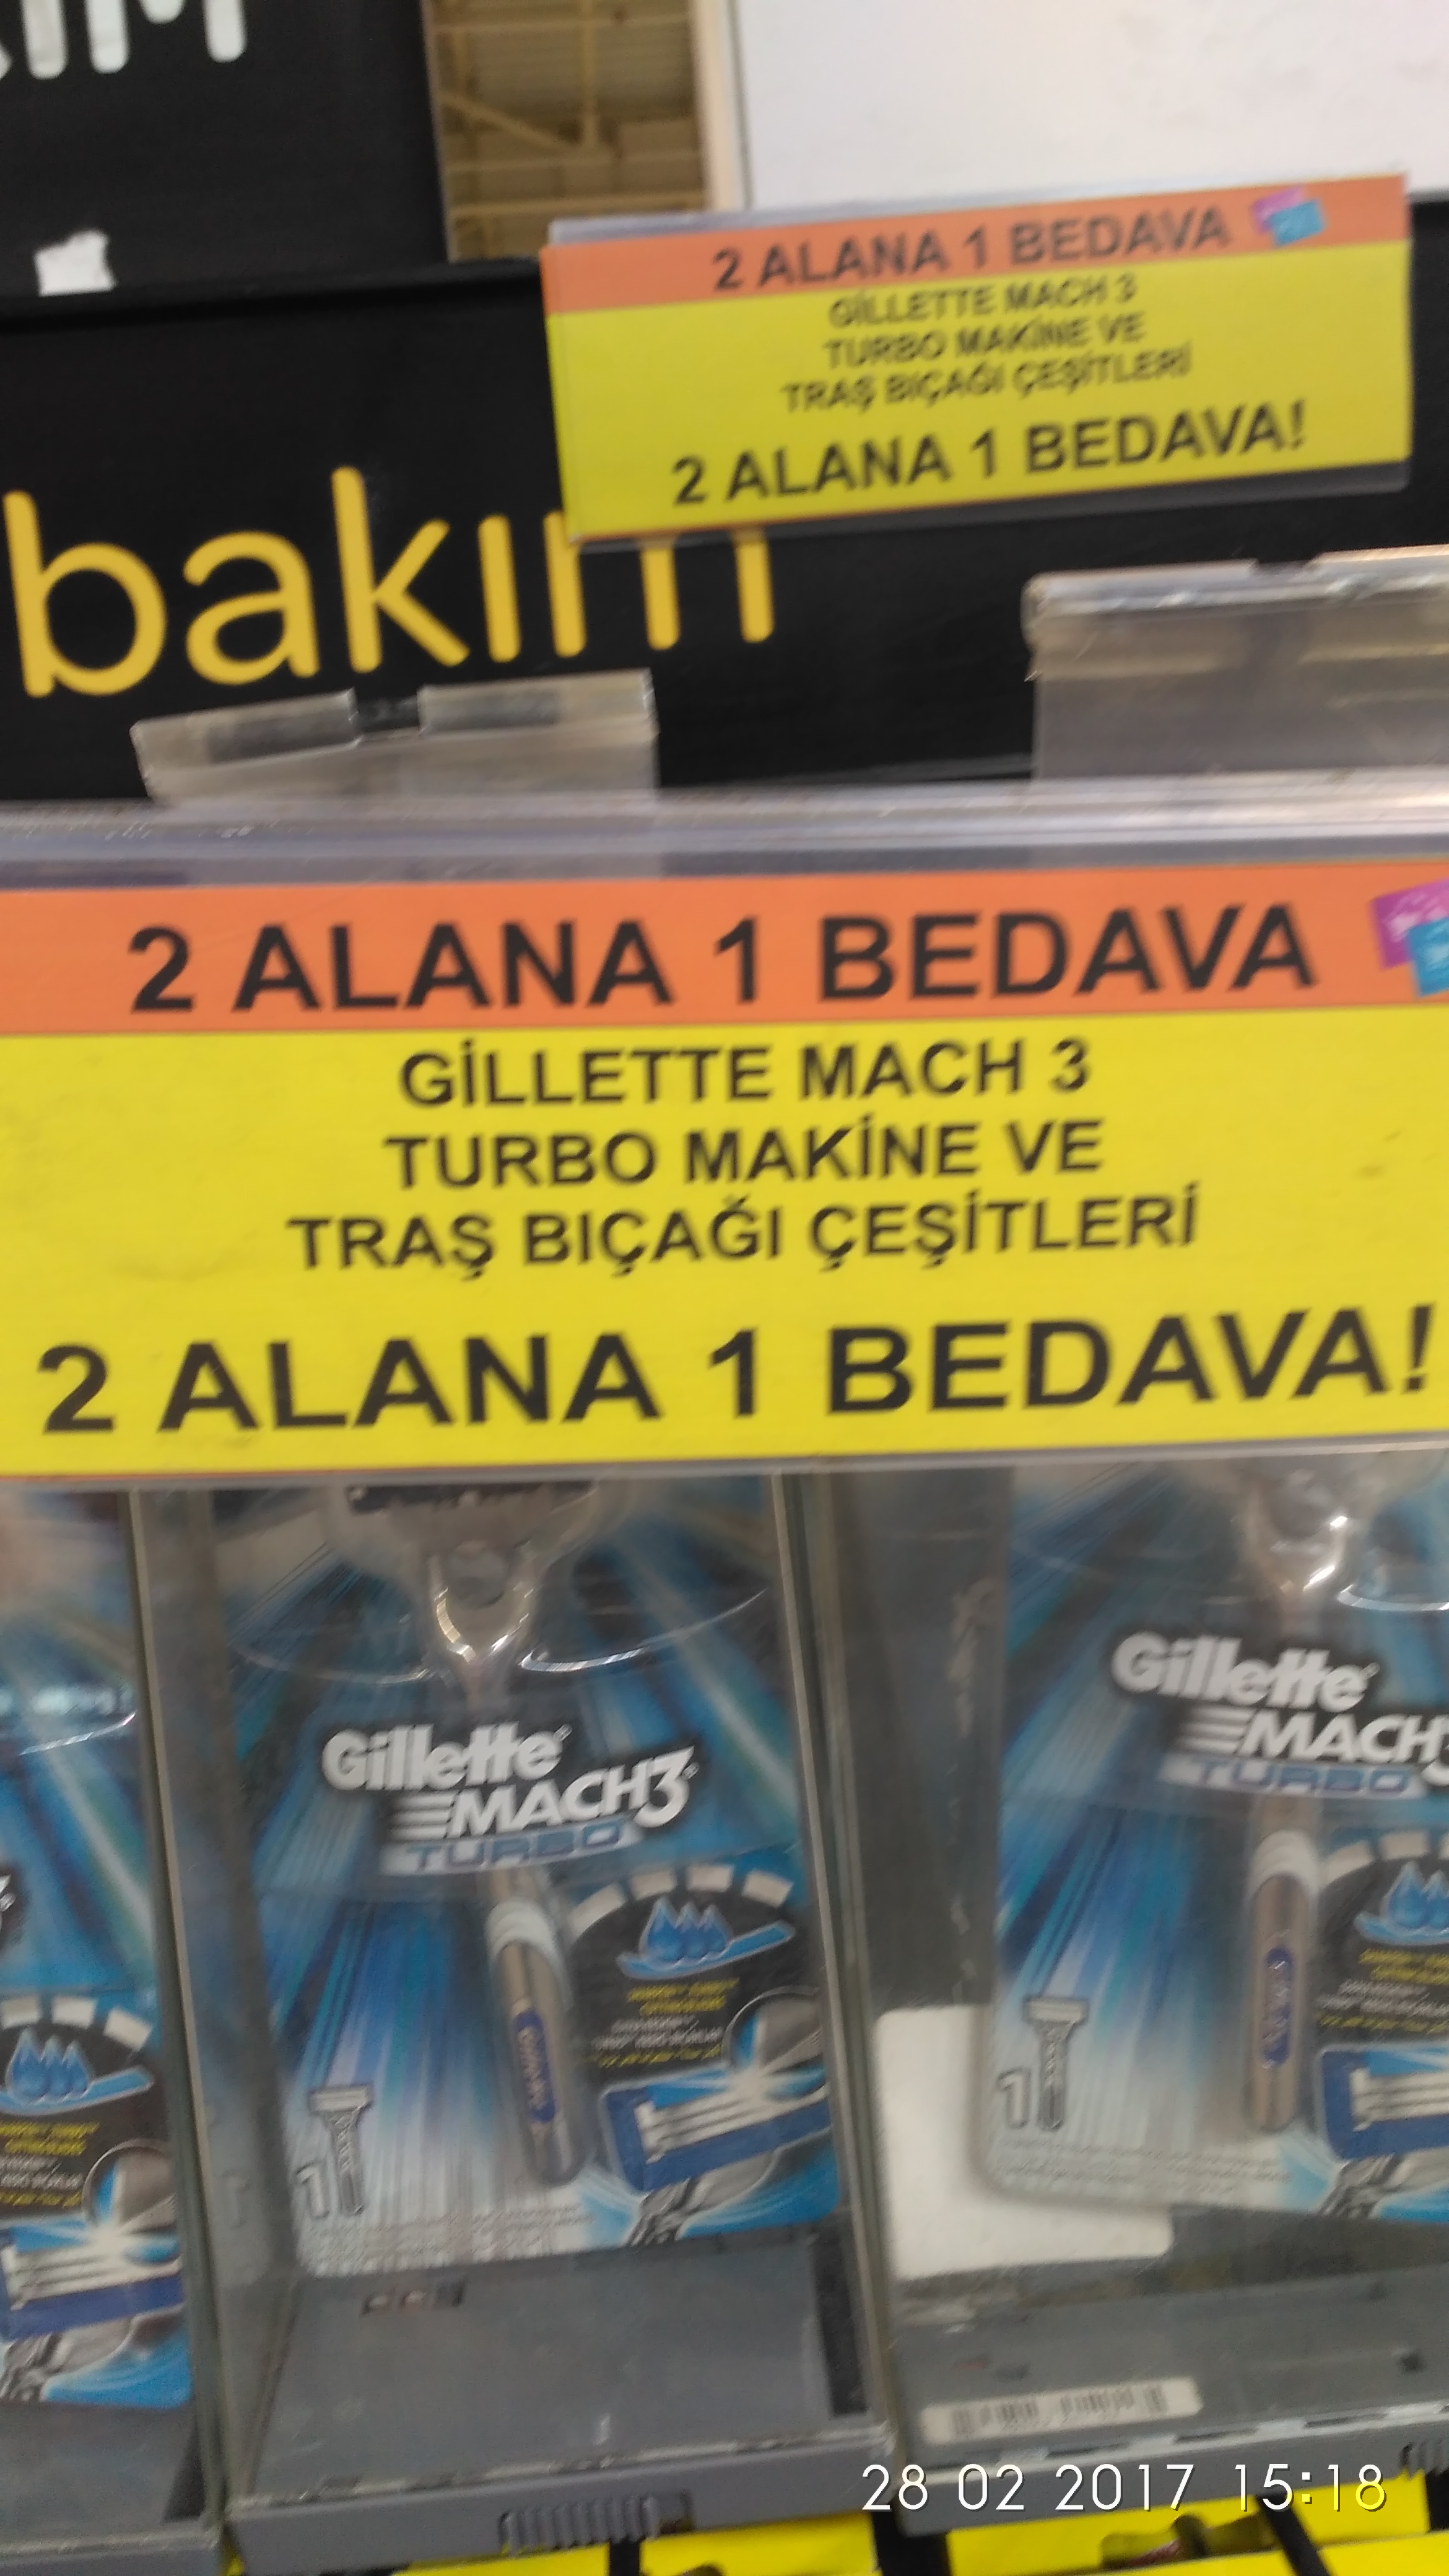 2 ALANA 1 BEDAVA
GİLLETTE MACH 3
TURBO MAKİNE VE
TRAŞ BIÇAĞI ÇEŞİTLERİ
2 ALANA 1 BEDAVA!
bakım
2 ALANA 1 BEDAVA
GİLLETTE MACH 3
TURBO MAKİNE VE
TRAŞ BIÇAĞI ÇEŞİTLERİ
2 ALANA 1 BEDAVA!
Gillette
MACH3
TURBO
1
Gillette
MACH3
TURBO
1
28 02 2017 15:18